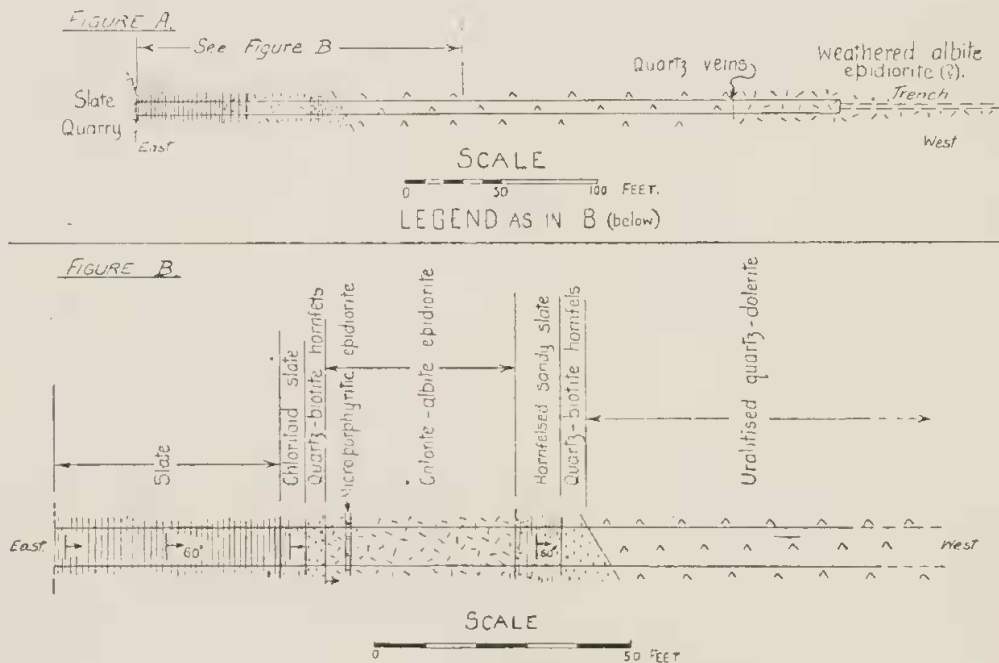 FIGURE A.
See Figure B
Quartz veins
Weathered albite
epidiorite (?).
Trench
Slate
Quarry
East
West
SCALE
0 50 100 FEET.
LEGEND AS IN B (below)
FIGURE B.
Slate
Chloritoid slate
Quartz-biotite hornfels
Microporphyritic epidiorite
Chlorite-albite epidiorite
Hornfelsed sandy slate
Quartz-biotite hornfels
Uralitised quartz-dolerite
East.
60°
60°
West
SCALE
0 50 FEET